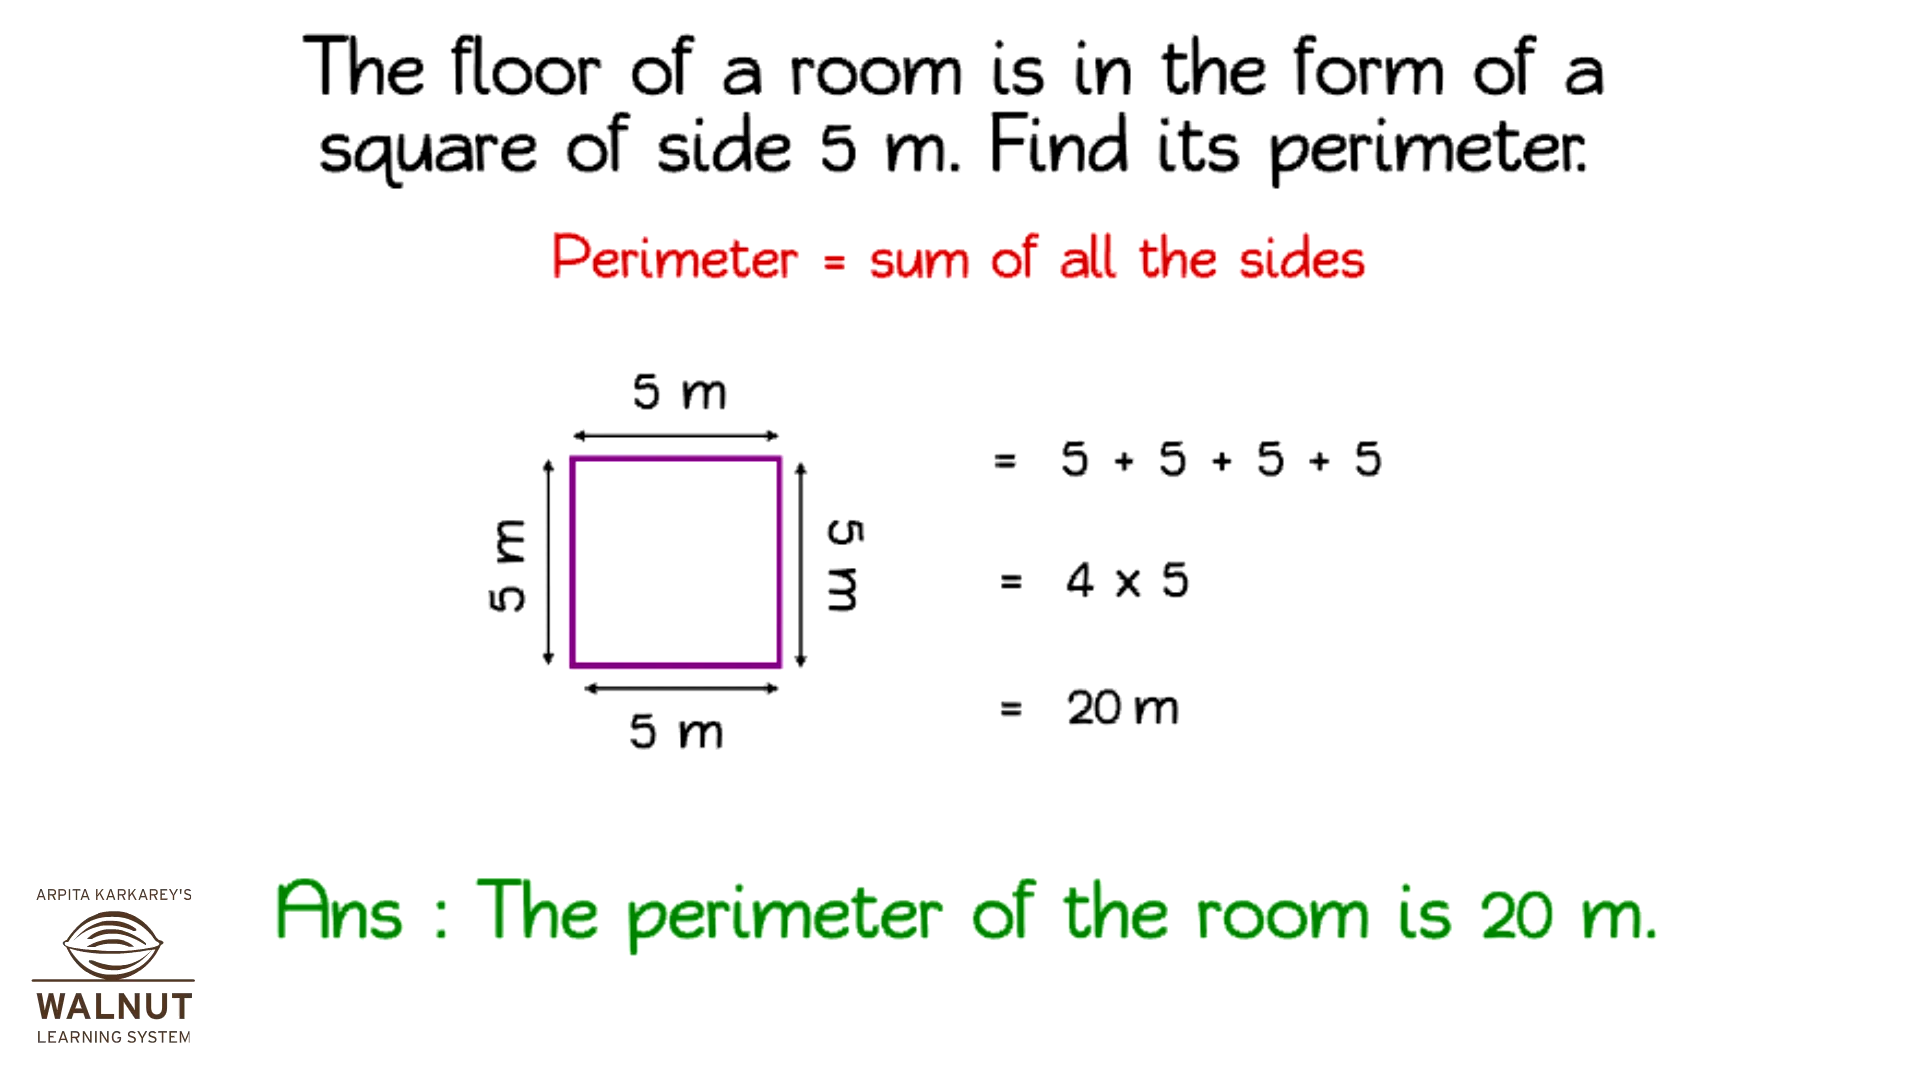 The floor of a room is in the form of a
square of side 5 m. Find its perimeter.
Perimeter = sum of all the sides
5 m
5 m
5 m
5 m
= 5 + 5 + 5 + 5
= 4 x 5
= 20 m
Ans : The perimeter of the room is 20 m.
ARPITA KARKAREY'S
WALNUT
LEARNING SYSTEM